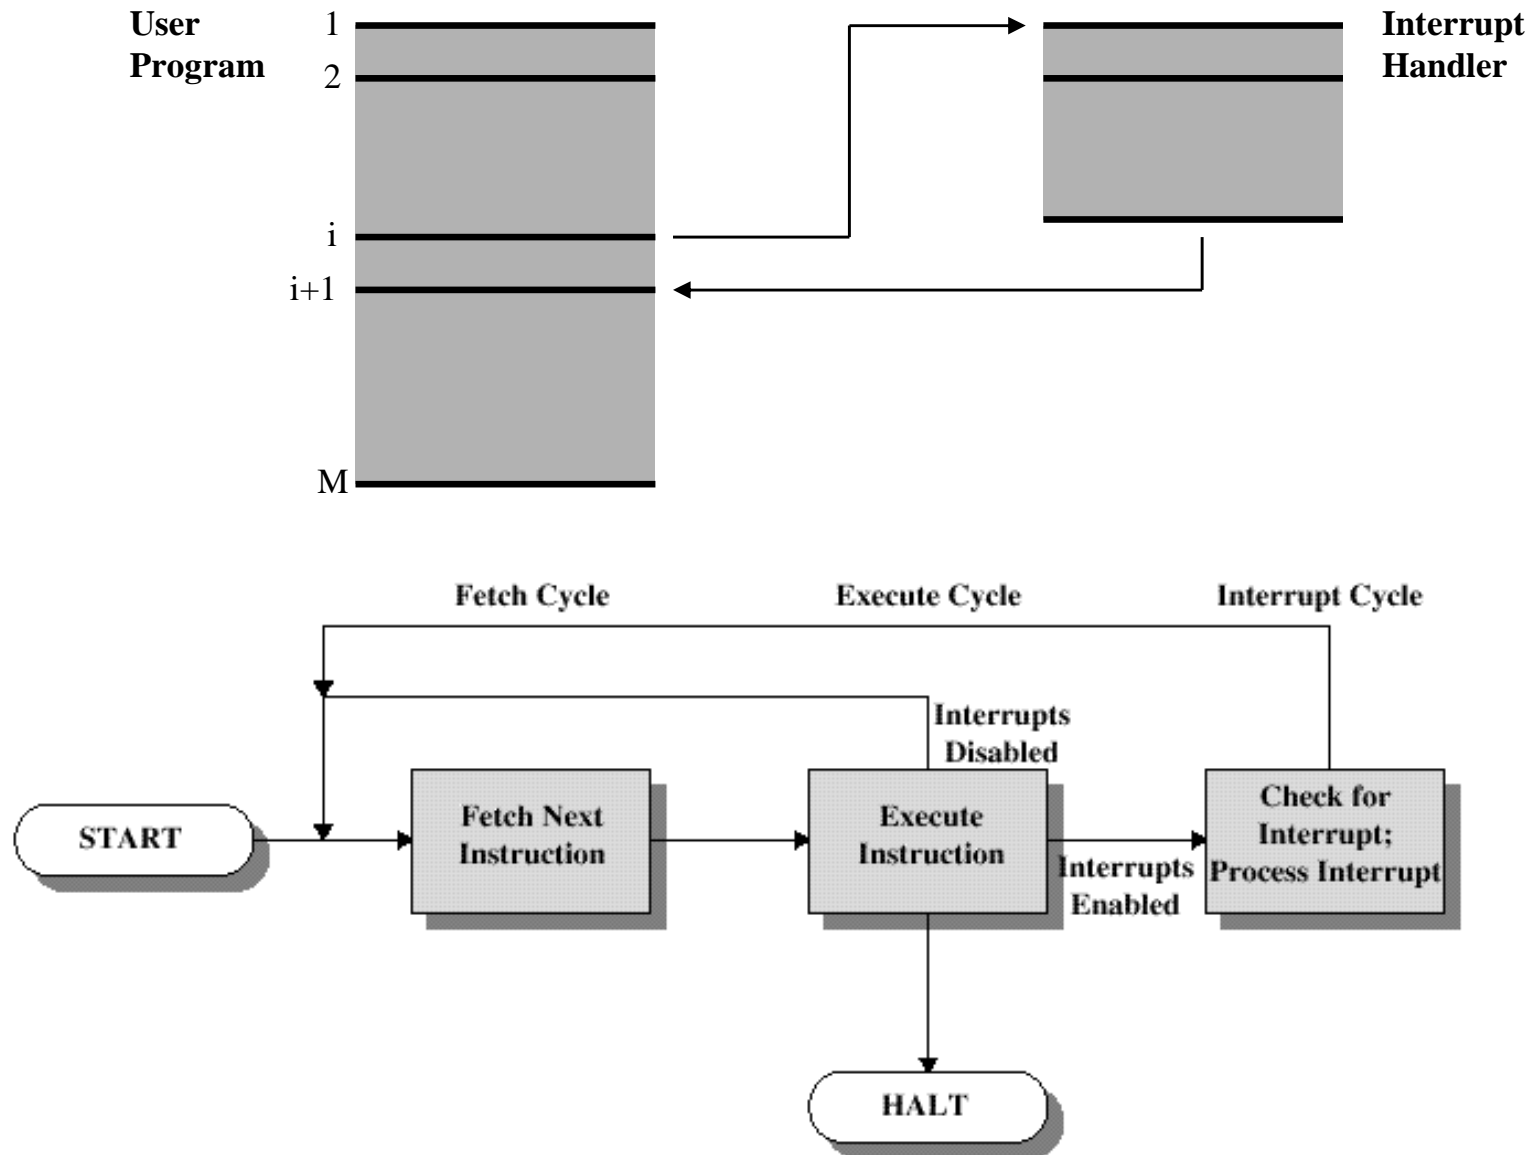 User
Program
1
2
i
i+1
M
Interrupt
Handler
Fetch Cycle
Execute Cycle
Interrupt Cycle
START
Fetch Next
Instruction
Interrupts
Disabled
Execute
Instruction
Interrupts
Enabled
Check for
Interrupt;
Process Interrupt
HALT